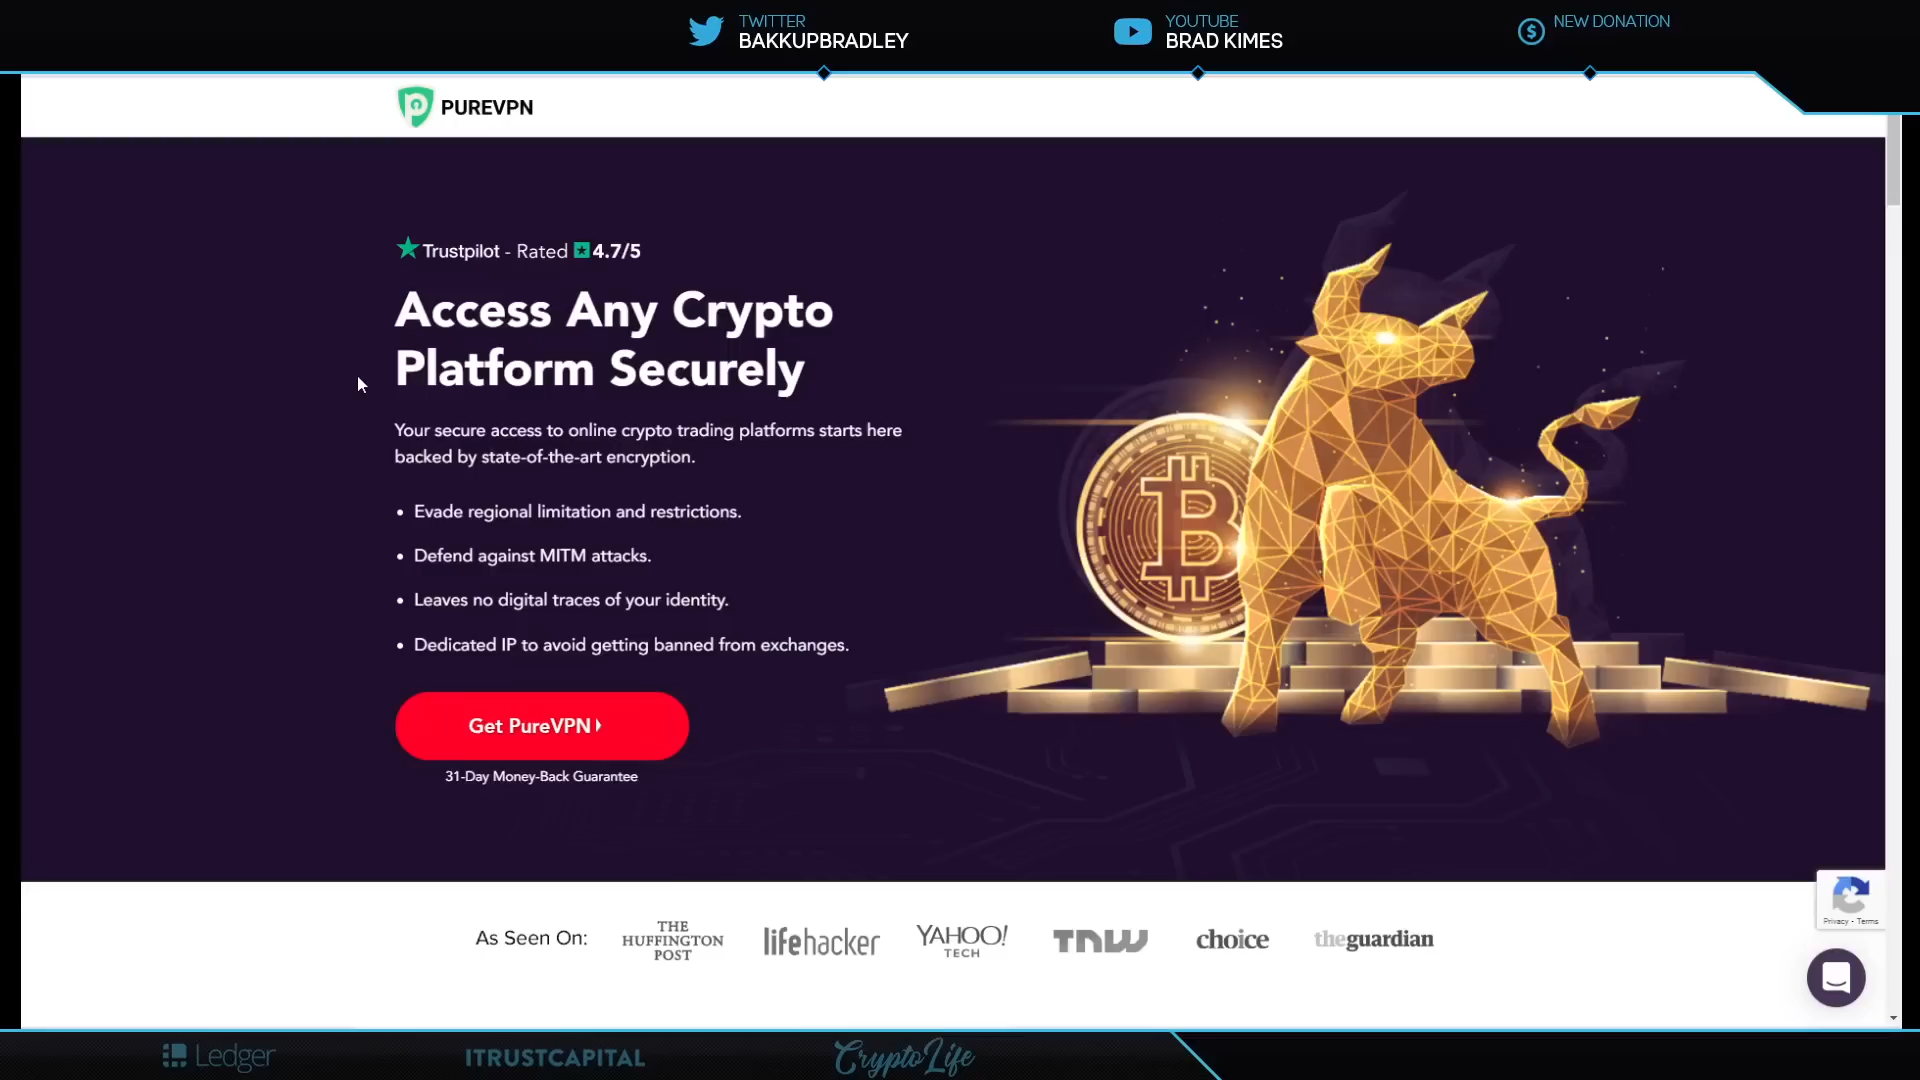 TWITTER
BAKKUPBRADLEY
YOUTUBE
BRAD KIMES
NEW DONATION
PUREVPN
Trustpilot - Rated 4.7/5
Access Any Crypto
Platform Securely
Your secure access to online crypto trading platforms starts here
backed by state-of-the-art encryption.
• Evade regional limitation and restrictions.
• Defend against MITM attacks.
• Leaves no digital traces of your identity.
• Dedicated IP to avoid getting banned from exchanges.
Get PureVPN
31-Day Money-Back Guarantee
As Seen On:
THE
HUFFINGTON
POST
lifehacker
YAHOO!
TECH
TNW
choice
theguardian
Privacy - Terms
Ledger
ITRUSTCAPITAL
CryptoLife